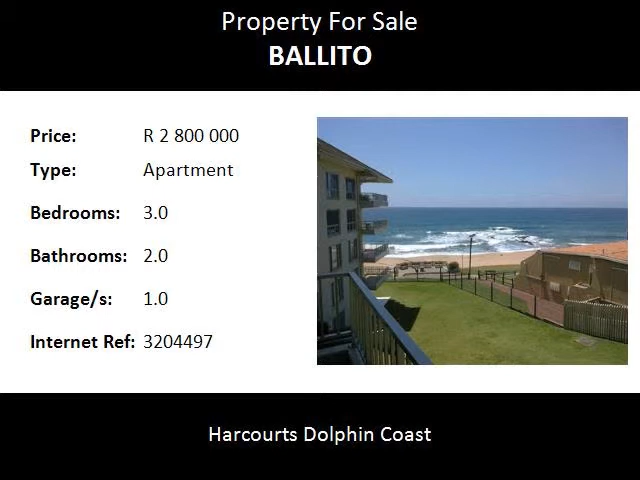 Property For Sale
BALLITO
Price: R 2 800 000
Type: Apartment
Bedrooms: 3.0
Bathrooms: 2.0
Garage/s: 1.0
Internet Ref: 3204497
Harcourts Dolphin Coast